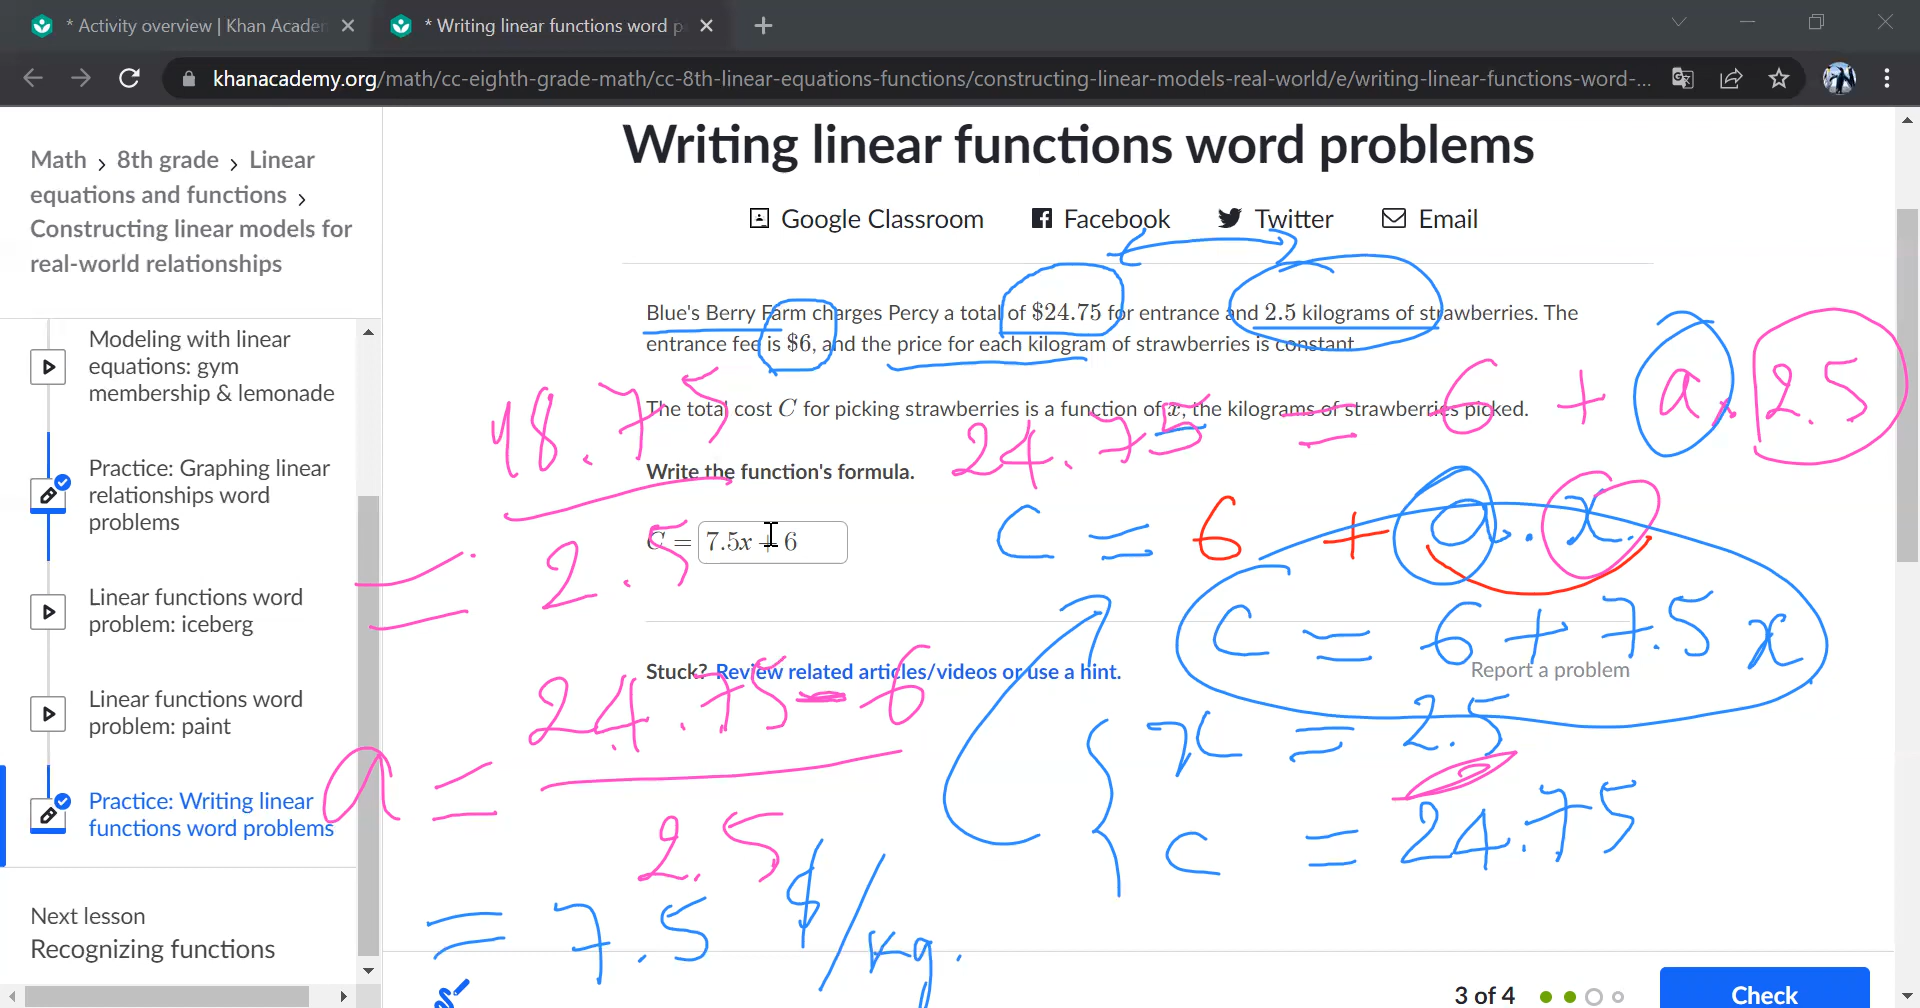 * Activity overview | Khan Academ
* Writing linear functions word p
khanacademy.org/math/cc-eighth-grade-math/cc-8th-linear-equations-functions/constructing-linear-models-real-world/e/writing-linear-functions-word-...
Math > 8th grade > Linear
equations and functions >
Constructing linear models for
real-world relationships
Modeling with linear
equations: gym
membership & lemonade
Practice: Graphing linear
relationships word
problems
Linear functions word
problem: iceberg
Linear functions word
problem: paint
Practice: Writing linear
functions word problems
Next lesson
Recognizing functions
Writing linear functions word problems
Google Classroom Facebook Twitter Email
Blue's Berry Farm charges Percy a total of $24.75 for entrance and 2.5 kilograms of strawberries. The
entrance fee is $6, and the price for each kilogram of strawberries is constant.
The total cost C for picking strawberries is a function of x, the kilograms of strawberries picked.
Write the function's formula.
C = 7.5x + 6
Stuck? Review related articles/videos or use a hint.
Report a problem
3 of 4
Check
24.75 = 6 + a . 2.5
C = 6 + a . x
C = 6 + 7.5 x
x = 2.5
C = 24.75
a = 24.75 - 6
2.5
= 18.75
2.5
= 7.5 $/kg.